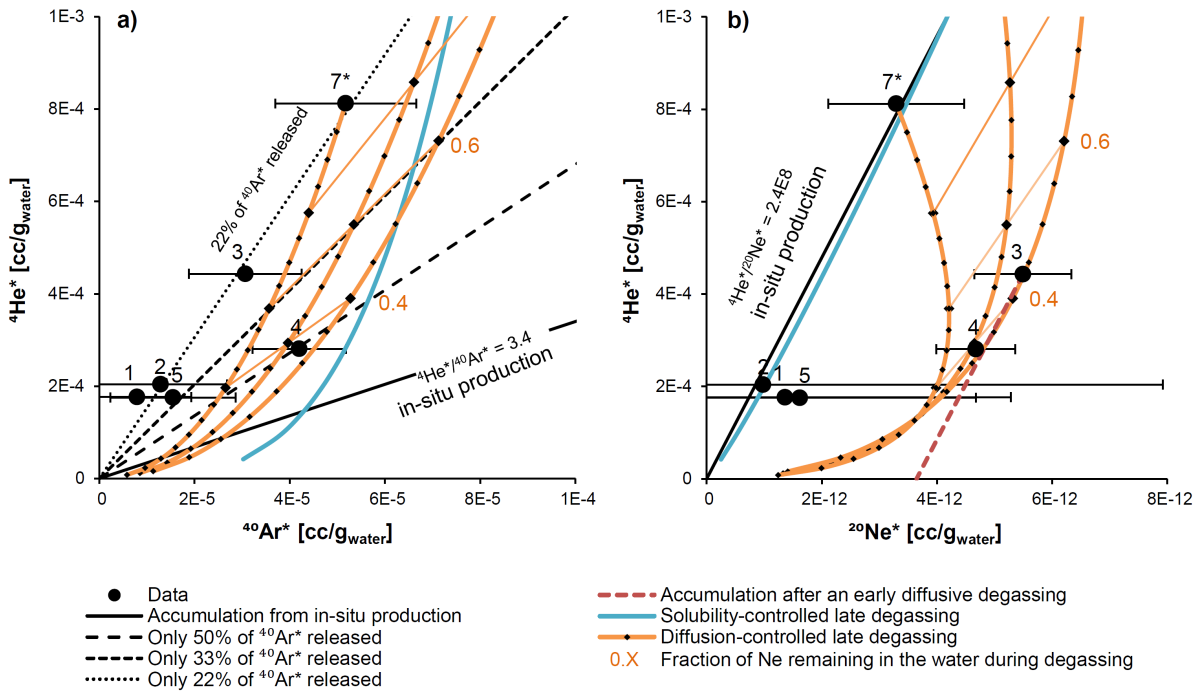 a)
1E-3
8E-4
6E-4
4E-4
2E-4
0
⁴He* [cc/g_water]
0
2E-5
4E-5
6E-5
8E-5
1E-4
⁴⁰Ar* [cc/g_water]
22% of ⁴⁰Ar* released
7*
3
1
2
5
4
0.6
0.4
⁴He*/⁴⁰Ar* = 3.4
in-situ production
b)
1E-3
8E-4
6E-4
4E-4
2E-4
0
⁴He* [cc/g_water]
0
2E-12
4E-12
6E-12
8E-12
²⁰Ne* [cc/g_water]
⁴He*/²⁰Ne* = 2.4E8
in-situ production
7*
3
4
2
1
5
0.6
0.4
Data
Accumulation from in-situ production
Only 50% of ⁴⁰Ar* released
Only 33% of ⁴⁰Ar* released
Only 22% of ⁴⁰Ar* released
Accumulation after an early diffusive degassing
Solubility-controlled late degassing
Diffusion-controlled late degassing
0.X Fraction of Ne remaining in the water during degassing